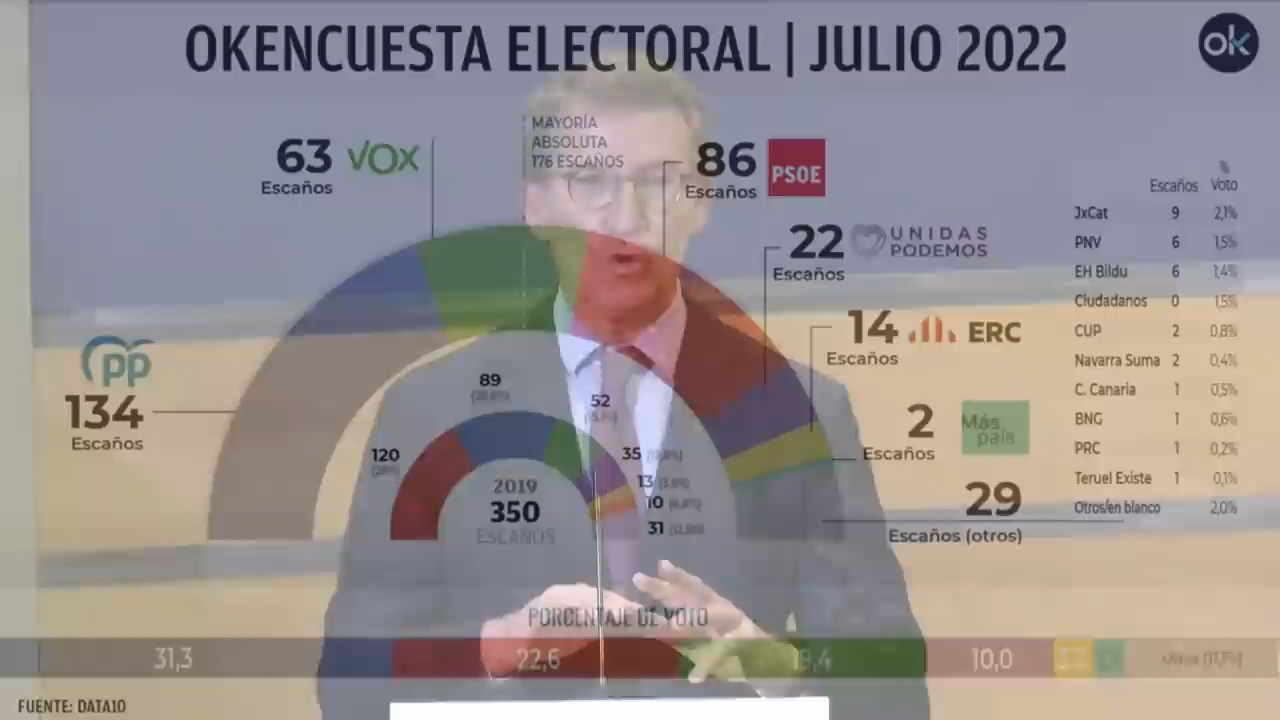 OKENCUESTA ELECTORAL | JULIO 2022
ok
63 VOX
Escaños
MAYORÍA
ABSOLUTA
176 ESCAÑOS
86 PSOE
Escaños
22 UNIDAS
PODEMOS
Escaños
14 ERC
Escaños
2 Más
país
Escaños
29
Escaños (otros)
pp
134
Escaños
%
Escaños Voto
JxCat 9 2,1%
PNV 6 1,5%
EH Bildu 6 1,4%
Ciudadanos 0 1,5%
CUP 2 0,8%
Navarra Suma 2 0,4%
C. Canaria 1 0,5%
BNG 1 0,6%
PRC 1 0,2%
Teruel Existe 1 0,1%
Otros/en blanco 2,0%
120
89
52
35
13
10
31
2019
350
ESCAÑOS
PORCENTAJE DE VOTO
31,3 22,6 19,4 10,0
FUENTE: DATA10